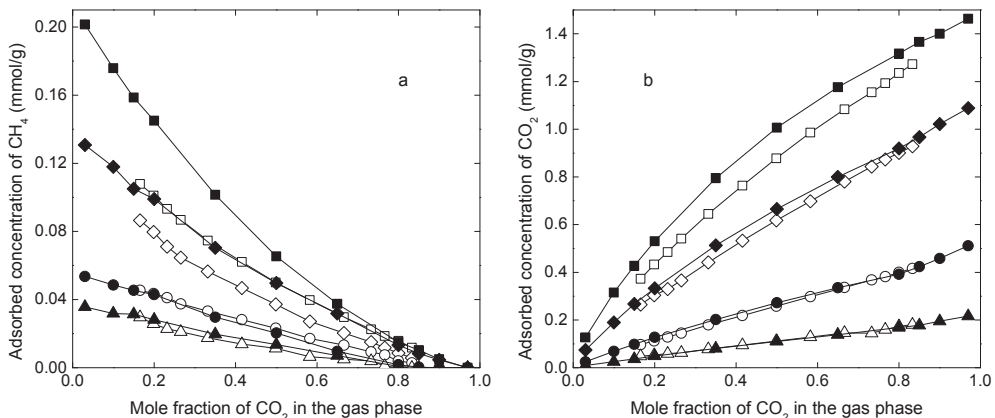 0.20
0.16
0.12
0.08
0.04
0.00
Adsorbed concentration of CH4 (mmol/g)
a
0.0 0.2 0.4 0.6 0.8 1.0
Mole fraction of CO2 in the gas phase
1.4
1.2
1.0
0.8
0.6
0.4
0.2
0.0
Adsorbed concentration of CO2 (mmol/g)
b
0.0 0.2 0.4 0.6 0.8 1.0
Mole fraction of CO2 in the gas phase